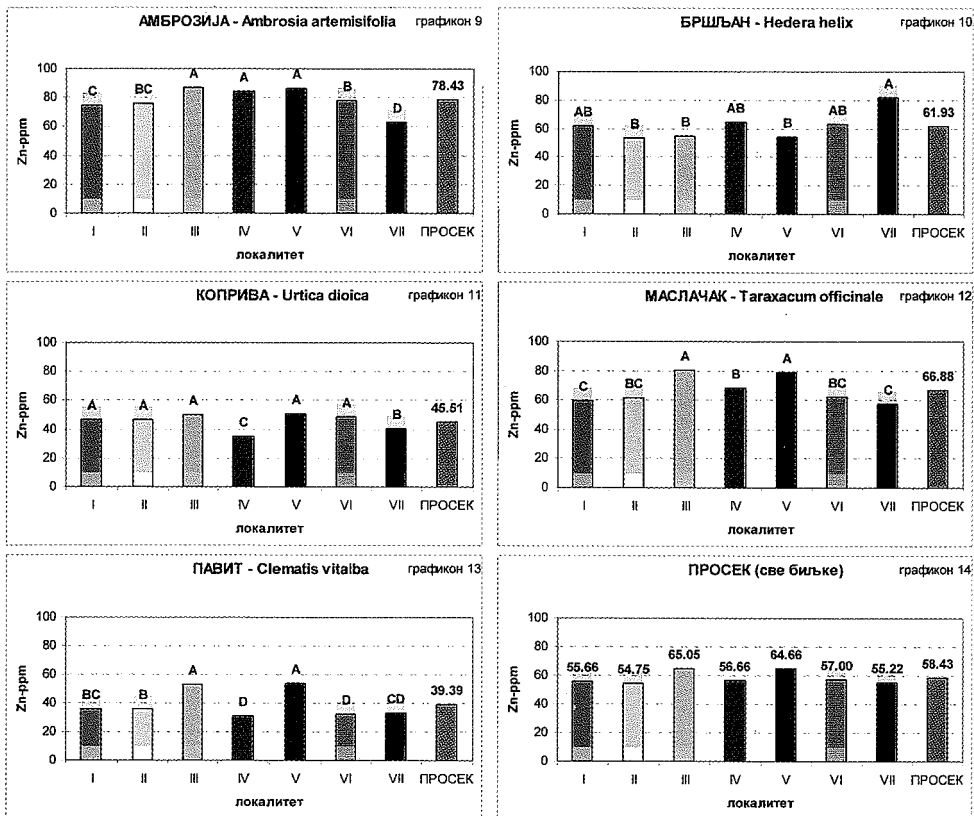 АМБРОЗИЈА - Ambrosia artemisifolia графикон 9
Zn-ppm
100
80
60
40
20
0
C BC A A A B D 78.43
I II III IV V VI VII ПРОСЕК
локалитет
БРШЉАН - Hedera helix графикон 10
Zn-ppm
100
80
60
40
20
0
AB B B AB B AB A 61.93
I II III IV V VI VII ПРОСЕК
локалитет
КОПРИВА - Urtica dioica графикон 11
Zn-ppm
100
80
60
40
20
0
A A A C A A B 45.51
I II III IV V VI VII ПРОСЕК
локалитет
МАСЛАЧАК - Taraxacum officinale графикон 12
Zn-ppm
100
80
60
40
20
0
C BC A B A BC C 66.88
I II III IV V VI VII ПРОСЕК
локалитет
ПАВИТ - Clematis vitalba графикон 13
Zn-ppm
100
80
60
40
20
0
BC B A D A D CD 39.39
I II III IV V VI VII ПРОСЕК
локалитет
ПРОСЕК (све биљке) графикон 14
Zn-ppm
100
80
60
40
20
0
55.66 54.75 65.05 56.66 64.66 57.00 55.22 58.43
I II III IV V VI VII ПРОСЕК
локалитет